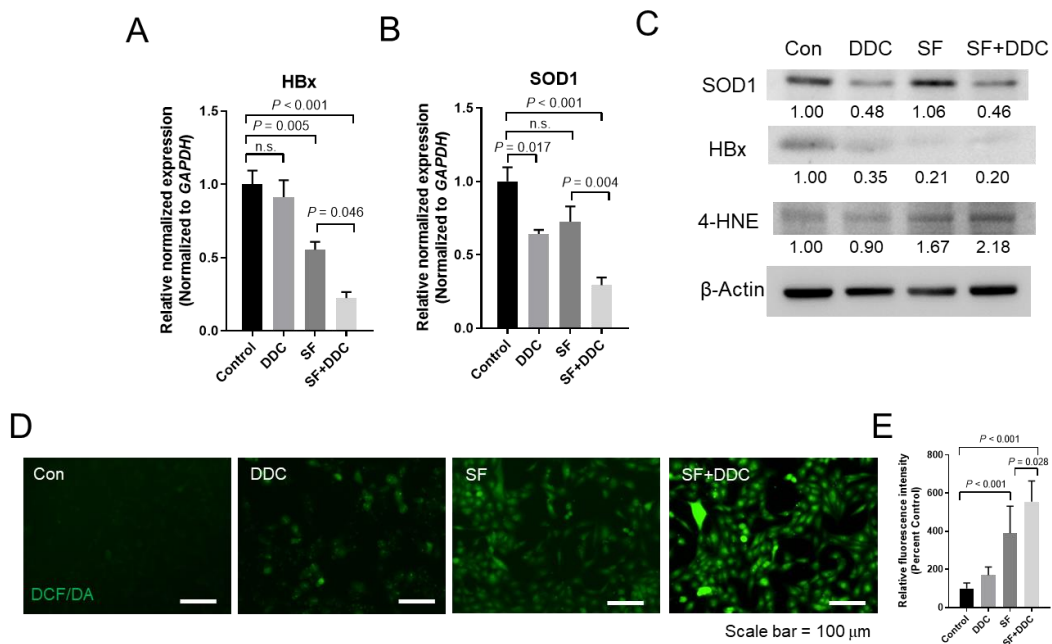 A
HBx
P < 0.001
P = 0.005
n.s.
P = 0.046
Relative normalized expression
(Normalized to GAPDH)
1.5
1.0
0.5
0.0
Control
DDC
SF
SF+DDC
B
SOD1
P < 0.001
n.s.
P = 0.017
P = 0.004
Relative normalized expression
(Normalized to GAPDH)
1.5
1.0
0.5
0.0
Control
DDC
SF
SF+DDC
C
Con DDC SF SF+DDC
SOD1
1.00 0.48 1.06 0.46
HBx
1.00 0.35 0.21 0.20
4-HNE
1.00 0.90 1.67 2.18
β-Actin
D
Con
DCF/DA
DDC
SF
SF+DDC
Scale bar = 100 μm
E
P < 0.001
P = 0.028
P < 0.001
Relative fluorescence intensity
(Percent Control)
800
600
400
200
0
Control
DDC
SF
SF+DDC